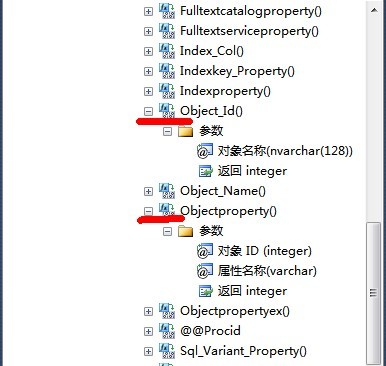 Fulltextcatalogproperty()
Fulltextserviceproperty()
Index_Col()
Indexkey_Property()
Indexproperty()
Object_Id()
参数
对象名称(nvarchar(128))
返回 integer
Object_Name()
Objectproperty()
参数
对象 ID (integer)
属性名称(varchar)
返回 integer
Objectpropertyex()
@@Procid
Sql_Variant_Property()